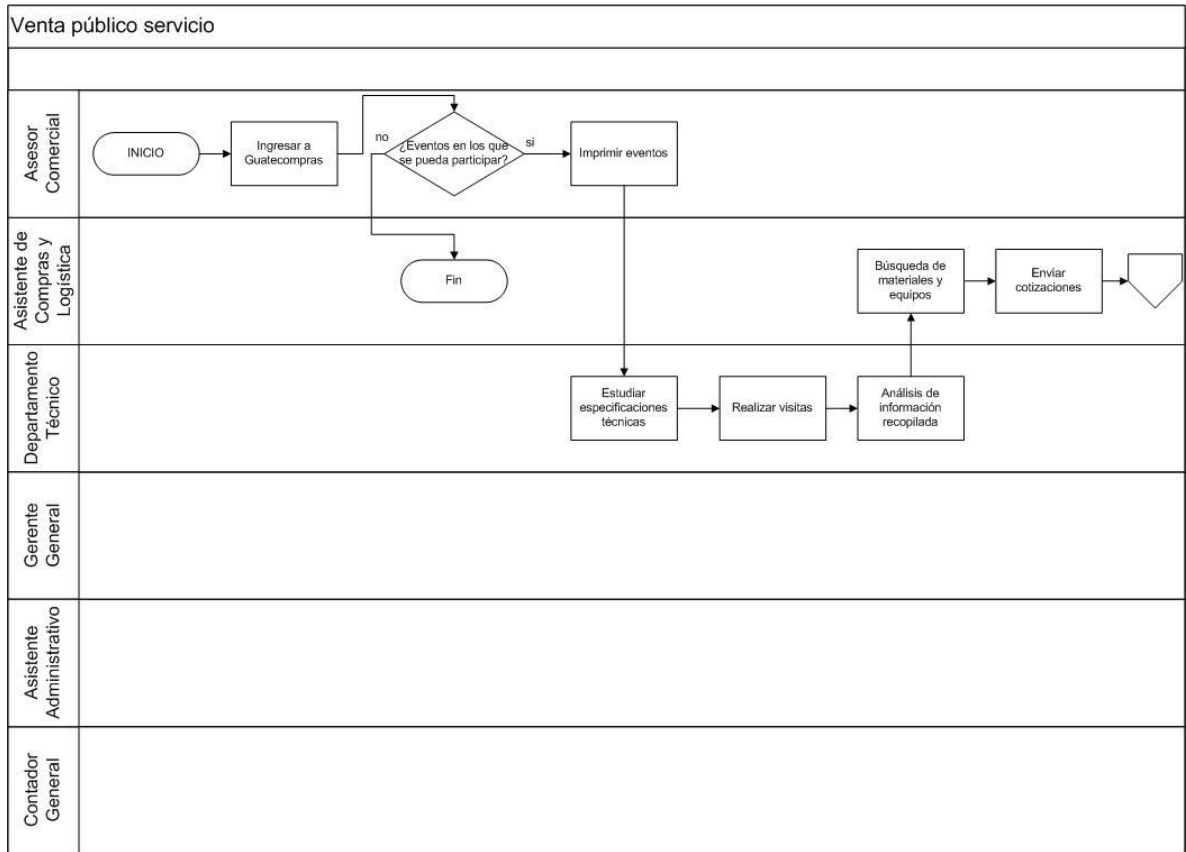 Venta público servicio
Asesor
Comercial
INICIO
Ingresar a
Guatecompras
no
¿Eventos en los que
se pueda participar?
si
Imprimir eventos
Asistente de
Compras y
Logística
Fin
Búsqueda de
materiales y
equipos
Enviar
cotizaciones
Departamento
Técnico
Estudiar
especificaciones
técnicas
Realizar visitas
Análisis de
información
recopilada
Gerente
General
Asistente
Administrativo
Contador
General